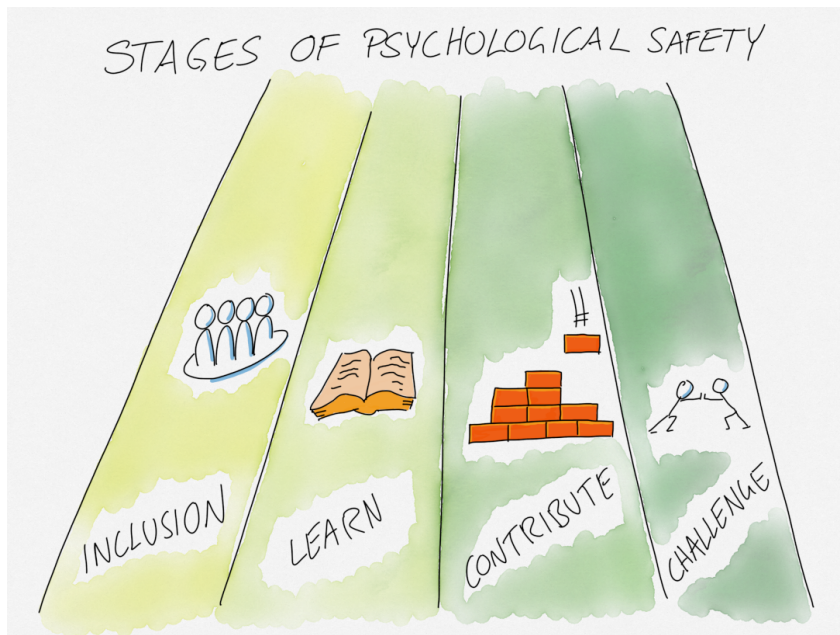 STAGES OF PSYCHOLOGICAL SAFETY
INCLUSION
LEARN
CONTRIBUTE
CHALLENGE